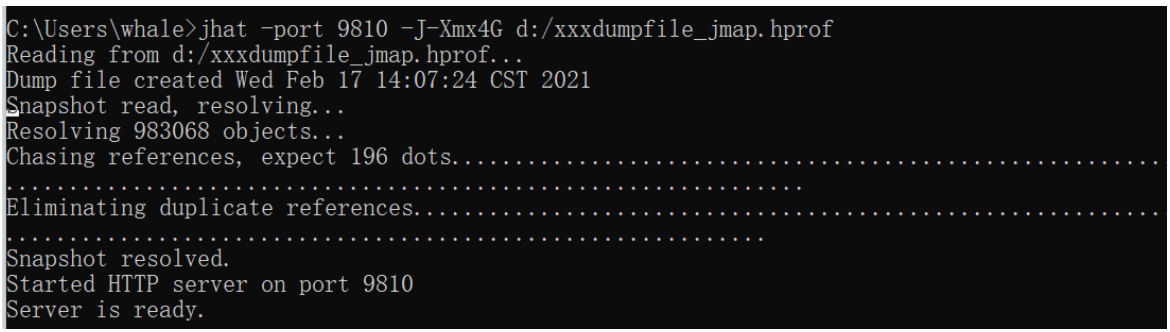 C:\Users\whale>jhat -port 9810 -J-Xmx4G d:/xxxdumpfile_jmap.hprof
Reading from d:/xxxdumpfile_jmap.hprof...
Dump file created Wed Feb 17 14:07:24 CST 2021
Snapshot read, resolving...
Resolving 983068 objects...
Chasing references, expect 196 dots.........................................................
...............................................................
Eliminating duplicate references............................................................
............................................................
Snapshot resolved.
Started HTTP server on port 9810
Server is ready.